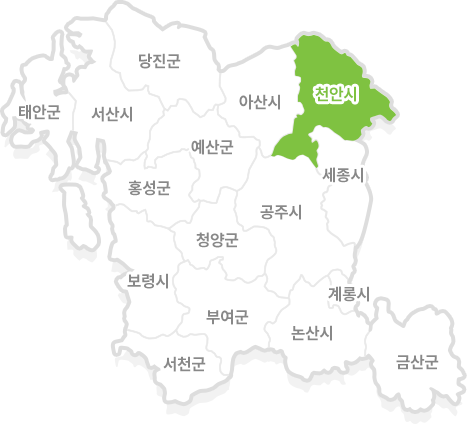 당진군
천안시
아산시
태안군
서산시
예산군
세종시
홍성군
공주시
청양군
보령시
계롱시
부여군
논산시
서천군
금산군